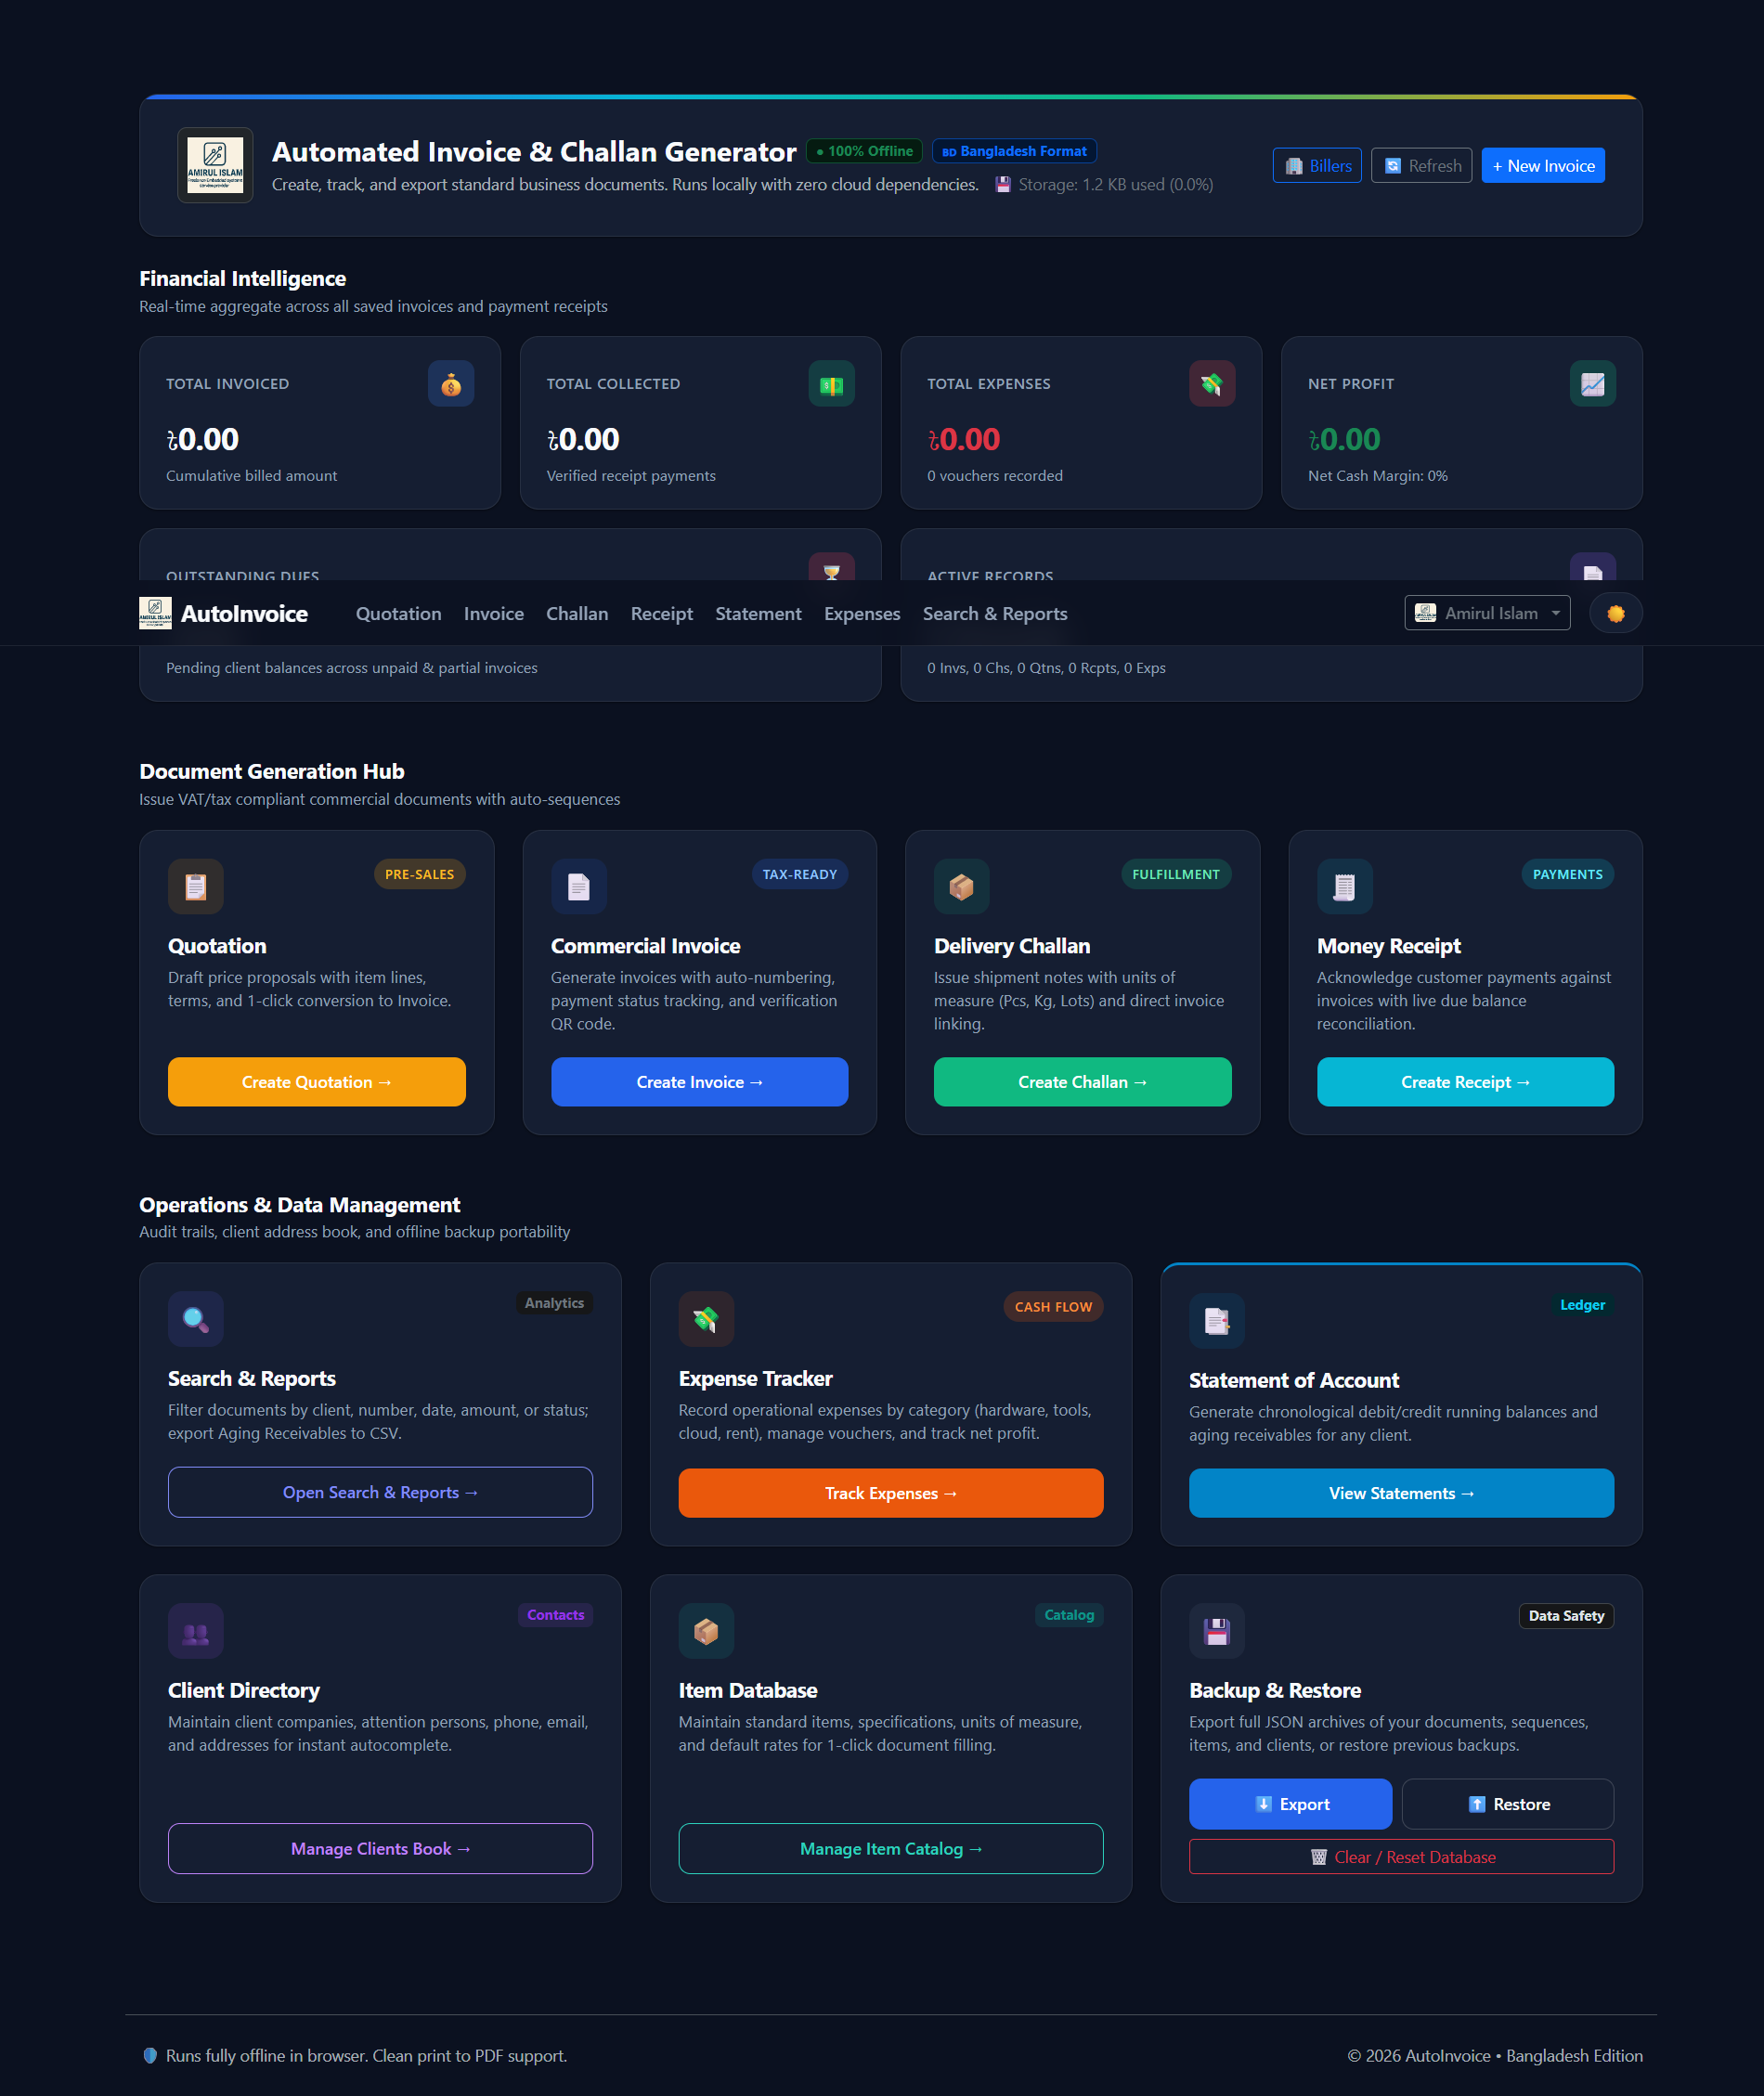 AMIRUL ISLAM
Automated Invoice & Challan Generator
● 100% Offline
BD Bangladesh Format
Create, track, and export standard business documents. Runs locally with zero cloud dependencies.
💾 Storage: 1.2 KB used (0.0%)
🏢 Billers
🔄 Refresh
+ New Invoice
Financial Intelligence
Real-time aggregate across all saved invoices and payment receipts
TOTAL INVOICED
৳0.00
Cumulative billed amount
TOTAL COLLECTED
৳0.00
Verified receipt payments
TOTAL EXPENSES
৳0.00
0 vouchers recorded
NET PROFIT
৳0.00
Net Cash Margin: 0%
OUTSTANDING DUES
ACTIVE RECORDS
AMIRUL ISLAM
AutoInvoice
Quotation
Invoice
Challan
Receipt
Statement
Expenses
Search & Reports
Amirul Islam
Pending client balances across unpaid & partial invoices
0 Invs, 0 Chs, 0 Qtns, 0 Rcpts, 0 Exps
Document Generation Hub
Issue VAT/tax compliant commercial documents with auto-sequences
PRE-SALES
Quotation
Draft price proposals with item lines,
terms, and 1-click conversion to Invoice.
Create Quotation →
TAX-READY
Commercial Invoice
Generate invoices with auto-numbering,
payment status tracking, and verification
QR code.
Create Invoice →
FULFILLMENT
Delivery Challan
Issue shipment notes with units of
measure (Pcs, Kg, Lots) and direct invoice
linking.
Create Challan →
PAYMENTS
Money Receipt
Acknowledge customer payments against
invoices with live due balance
reconciliation.
Create Receipt →
Operations & Data Management
Audit trails, client address book, and offline backup portability
Analytics
Search & Reports
Filter documents by client, number, date, amount, or status;
export Aging Receivables to CSV.
Open Search & Reports →
CASH FLOW
Expense Tracker
Record operational expenses by category (hardware, tools,
cloud, rent), manage vouchers, and track net profit.
Track Expenses →
Ledger
Statement of Account
Generate chronological debit/credit running balances and
aging receivables for any client.
View Statements →
Contacts
Client Directory
Maintain client companies, attention persons, phone, email,
and addresses for instant autocomplete.
Manage Clients Book →
Catalog
Item Database
Maintain standard items, specifications, units of measure,
and default rates for 1-click document filling.
Manage Item Catalog →
Data Safety
Backup & Restore
Export full JSON archives of your documents, sequences,
items, and clients, or restore previous backups.
⬇️ Export
⬆️ Restore
🗑️ Clear / Reset Database
🛡️ Runs fully offline in browser. Clean print to PDF support.
© 2026 AutoInvoice • Bangladesh Edition